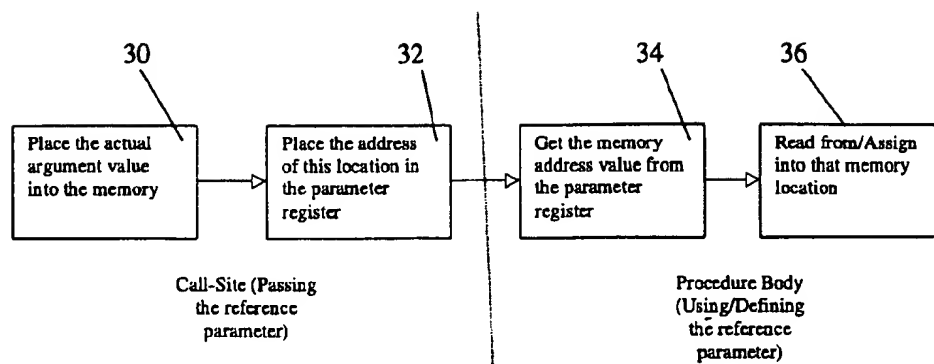 30
32
34
36
Place the actual
argument value
into the memory
Place the address
of this location in
the parameter
register
Get the memory
address value from
the parameter
register
Read from/Assign
into that memory
location
Call-Site (Passing
the reference
parameter)
Procedure Body
(Using/Defining
the reference
parameter)